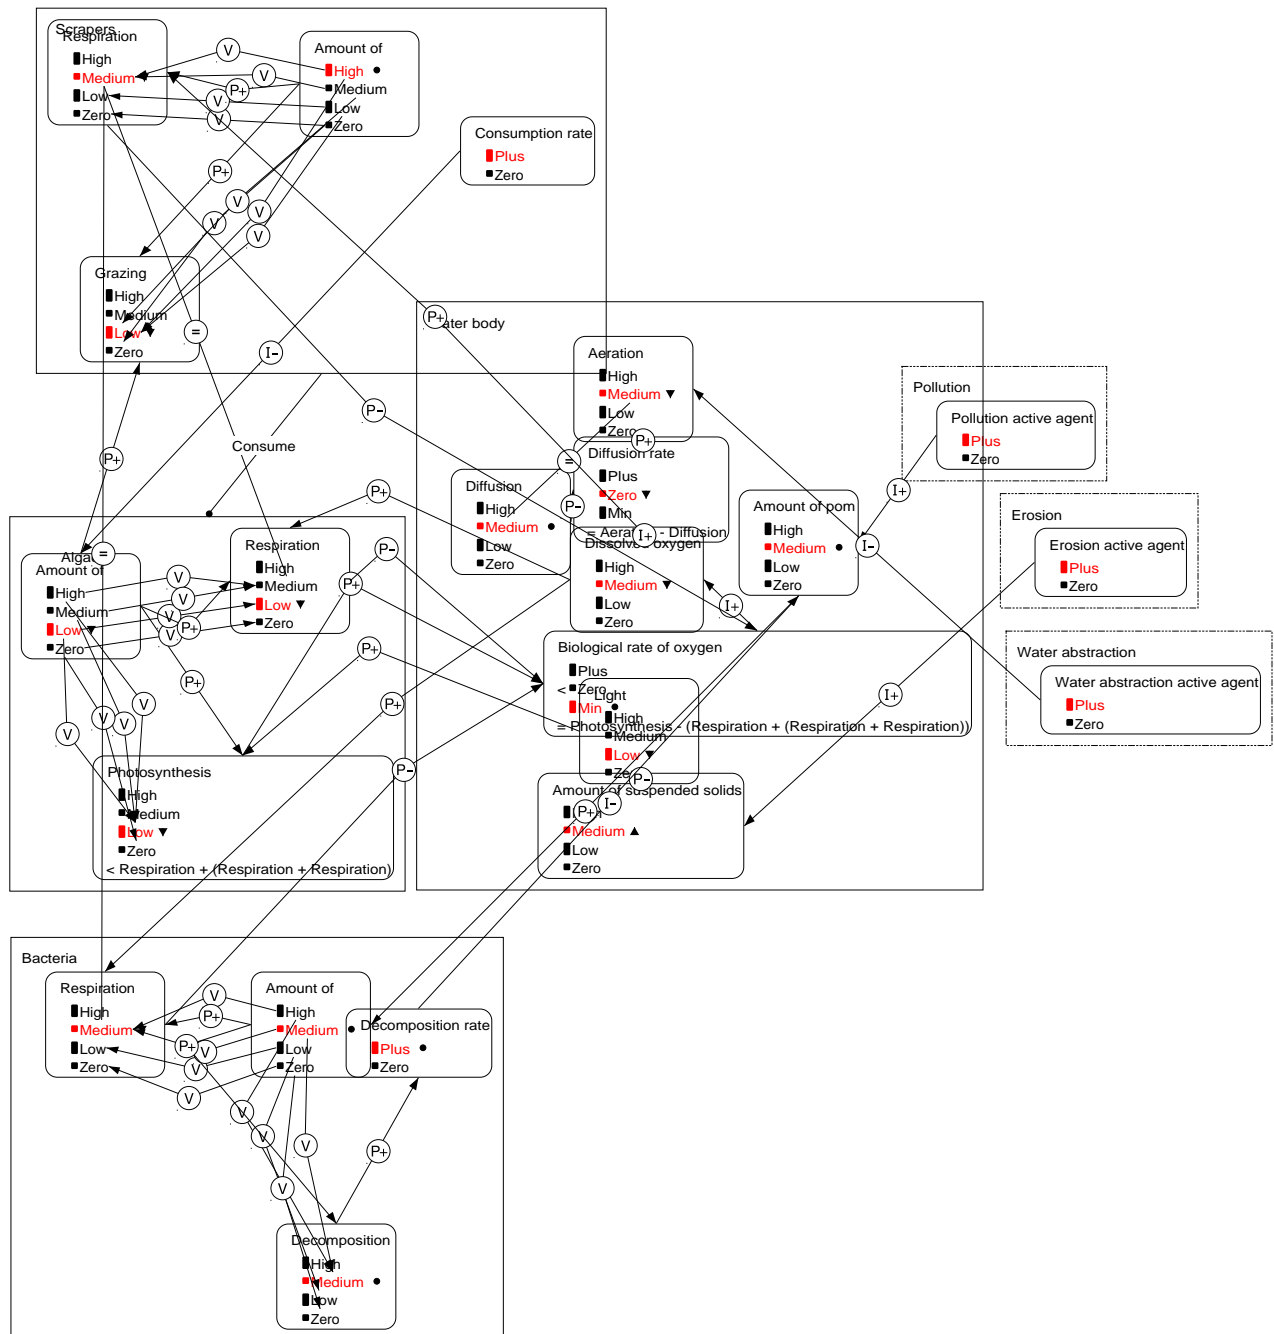 Scrapers
Respiration
High
Medium
Low
Zero
Amount of
High
Medium
Low
Zero
V
V
P+
V
V
P+
V
V
V
V
Consumption rate
Plus
Zero
Grazing
High
Medium
Low
Zero
=
I-
P+
ater body
Aeration
High
Medium
Low
Zero
P-
P+
Consume
P+
=
Diffusion rate
Plus
Zero
Min
= Aera - Diffusion
Diffusion
High
Medium
Low
Zero
P+
P-
I+
Dissolved oxygen
High
Medium
Low
Zero
I+
Amount of pom
High
Medium
Low
Zero
Pollution
Pollution active agent
Plus
Zero
I+
I-
Erosion
Erosion active agent
Plus
Zero
I+
Water abstraction
Water abstraction active agent
Plus
Zero
Alga
=
Amount of
High
Medium
Low
Zero
Respiration
High
Medium
Low
Zero
V
V
V
V
P+
P-
P+
P+
P+
P+
V
V
V
V
P-
Photosynthesis
High
Medium
Low
Zero
< Respiration + (Respiration + Respiration)
Biological rate of oxygen
Plus
< Zero
Min
= Photosynthesis - (Respiration + (Respiration + Respiration))
Light
High
Medium
Low
Ze
P-
Amount of suspended solids
Medium
Low
Zero
P+
I-
Bacteria
Respiration
High
Medium
Low
Zero
Amount of
High
Medium
Low
Zero
V
P+
P+
V
V
V
Decomposition rate
Plus
Zero
V
V
V
V
P+
Decomposition
High
Medium
Low
Zero